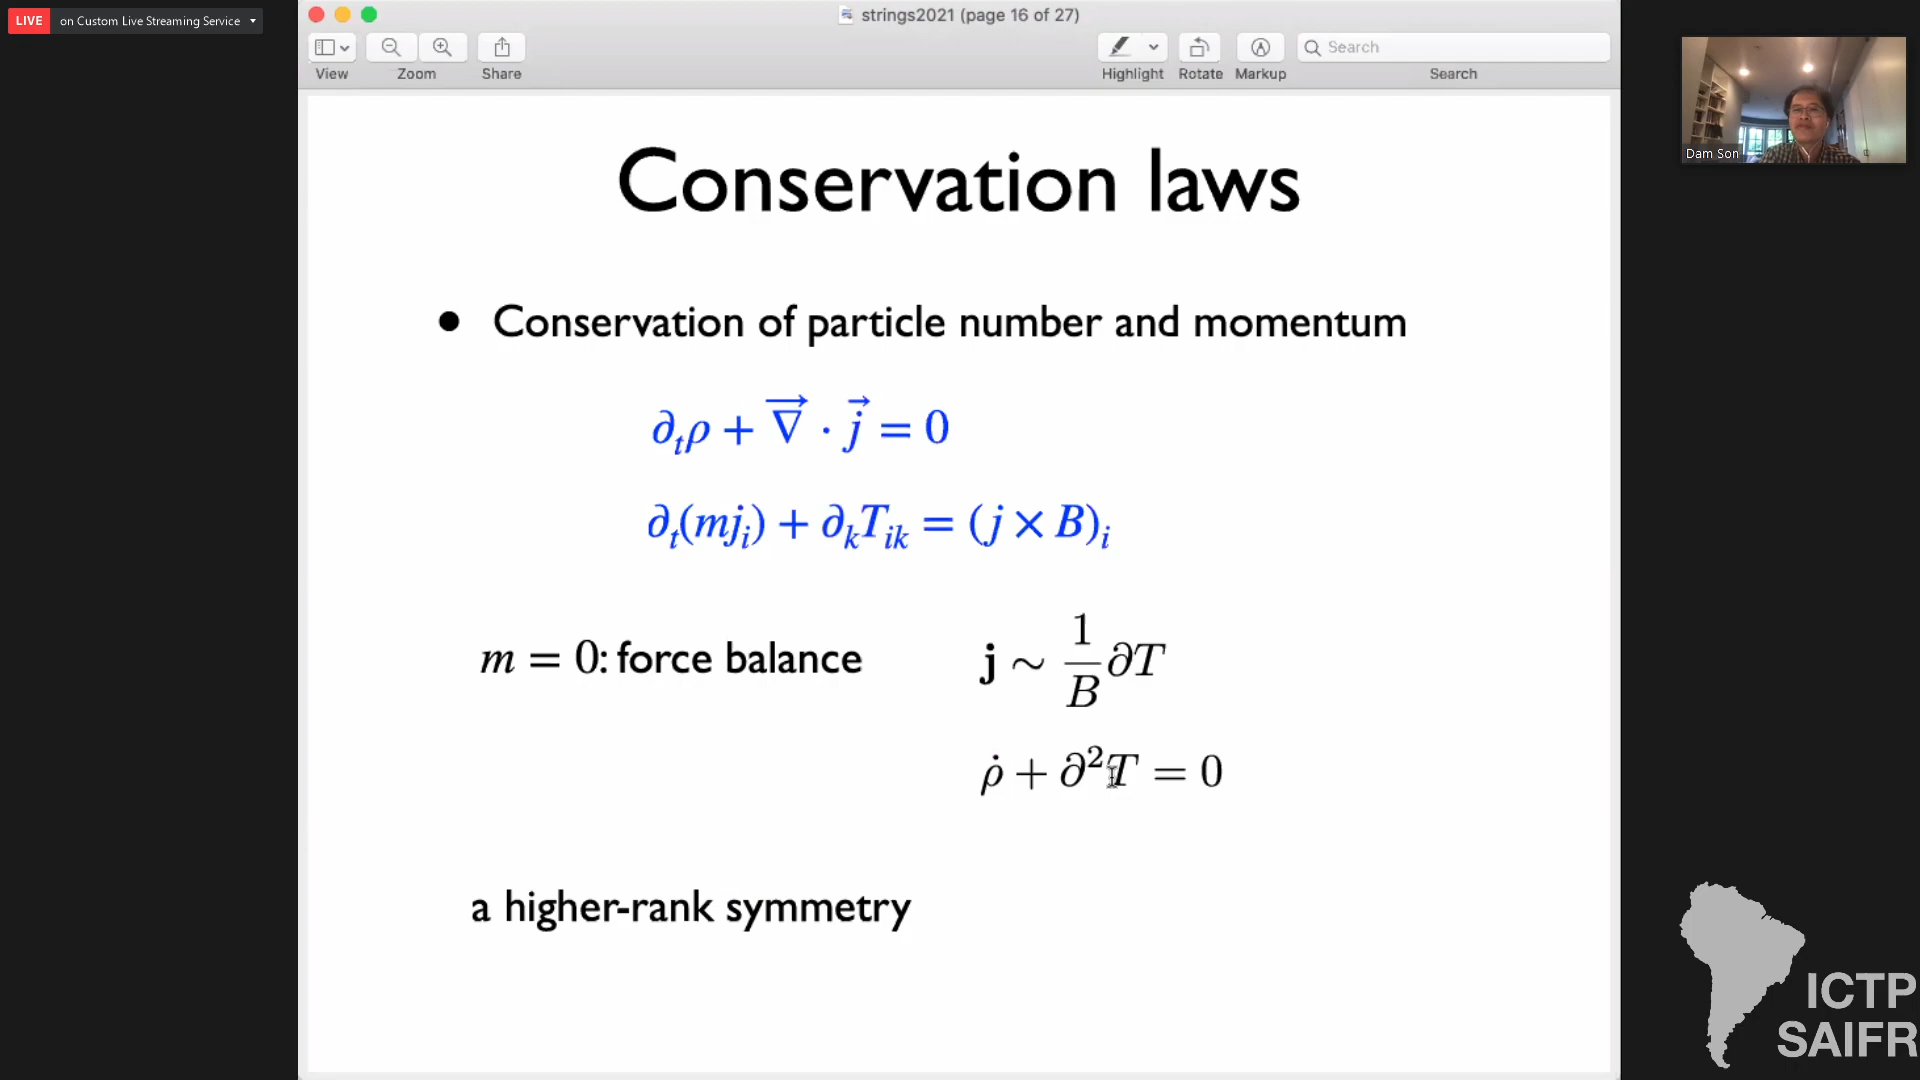 LIVE on Custom Live Streaming Service
strings2021 (page 16 of 27)
Search
View Zoom Share Highlight Rotate Markup Search
Dam Son
Conservation laws
• Conservation of particle number and momentum
∂ₜρ + ∇⃗ · j⃗ = 0
∂ₜ(mjᵢ) + ∂ₖTᵢₖ = (j × B)ᵢ
m = 0: force balance j ~ 1/B ∂T
ρ̇ + ∂²T = 0
a higher-rank symmetry
ICTP
SAIFR